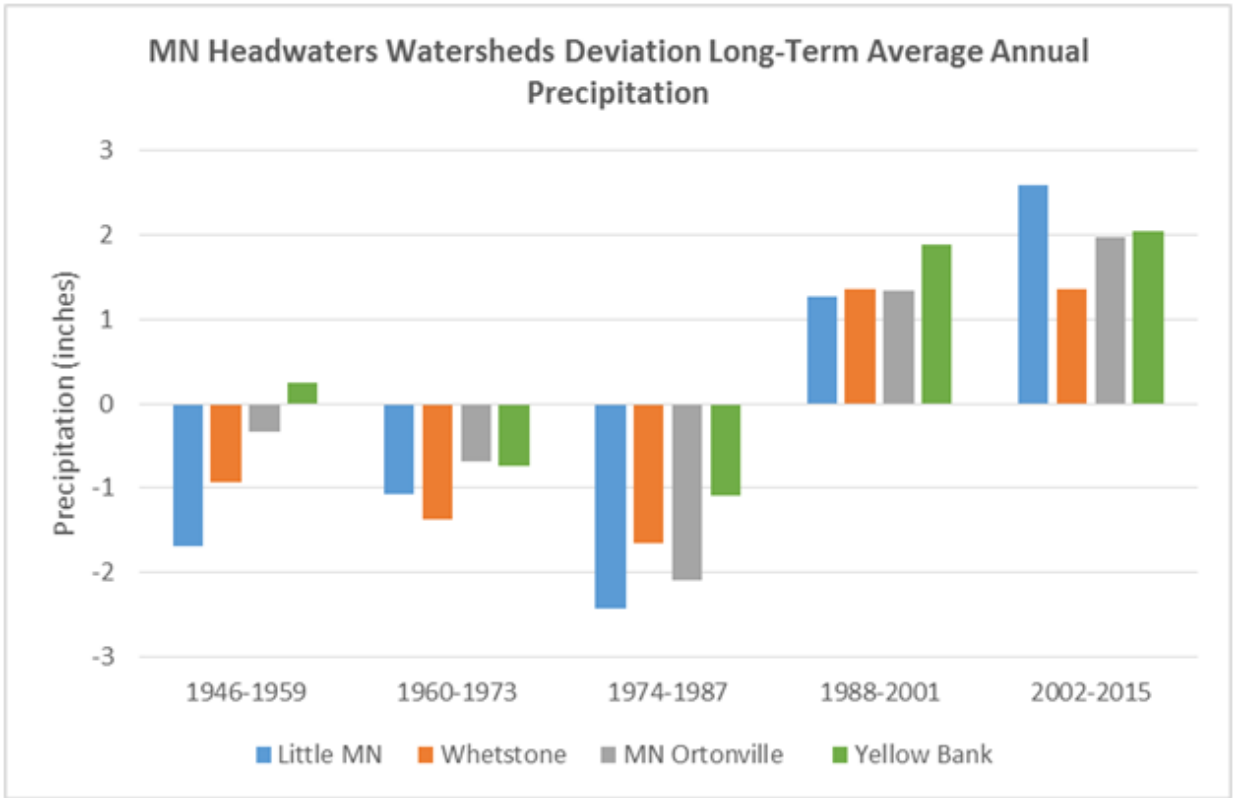 MN Headwaters Watersheds Deviation Long-Term Average Annual
Precipitation
Precipitation (inches)
3
2
1
0
-1
-2
-3
1946-1959 1960-1973 1974-1987 1988-2001 2002-2015
Little MN Whetstone MN Ortonville Yellow Bank